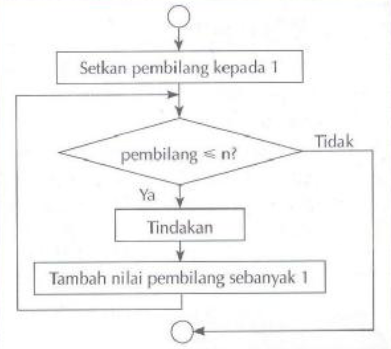 Setkan pembilang kepada 1
pembilang ⩽ n?
Tidak
Ya
Tindakan
Tambah nilai pembilang sebanyak 1